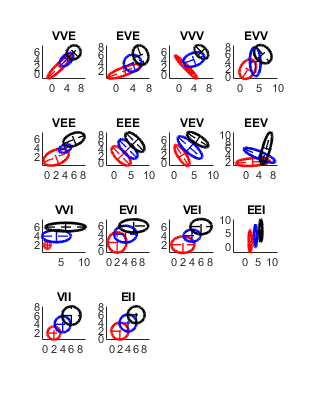 VVE EVE VVV EVV
6 4 2 0 8 6 4 2 0 6 4 2 0 8 6 4 2 0
0 4 8 0 4 8 0 4 8 0 5 10
VEE EEE VEV EEV
6 4 2 8 6 4 2 0 6 4 2 0 10 8 6 4 2
0 2 4 6 8 0 5 10 0 5 10 0 4 8
VVI EVI VEI EEI
6 4 2 6 4 2 0 6 4 2 0 10 5 0
5 10 0 2 4 6 8 0 2 4 6 8 0 5 10
VII EII
8 6 4 2 0 8 6 4 2 0
0 2 4 6 8 0 2 4 6 8